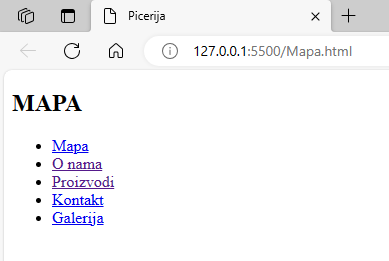 Picerija
127.0.0.1:5500/Mapa.html
MAPA
Mapa
O nama
Proizvodi
Kontakt
Galerija